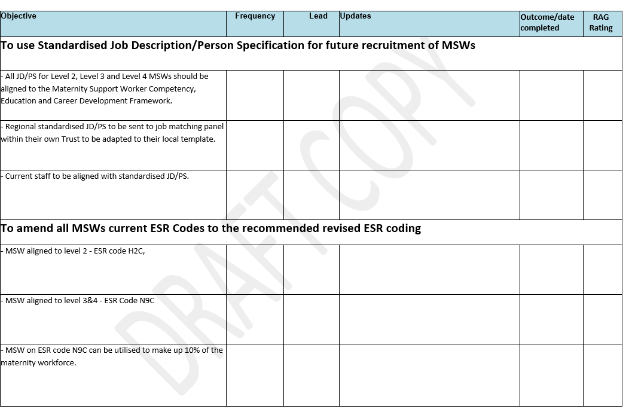 Objective Frequency Lead Updates Outcome/date RAG
completed Rating
To use Standardised Job Description/Person Specification for future recruitment of MSWs
- All JD/PS for Level 2, Level 3 and Level 4 MSWs should be
aligned to the Maternity Support Worker Competency,
Education and Career Development Framework.
- Regional standardised JD/PS to be sent to job matching panel
within their own Trust to be adapted to their local template.
- Current staff to be aligned with standardised JD/PS.
To amend all MSWs current ESR Codes to the recommended revised ESR coding
- MSW aligned to level 2 - ESR code H2C,
- MSW aligned to level 3&4 - ESR Code N9C
- MSW on ESR code N9C can be utilised to make up 10% of the
maternity workforce.
DRAFT COPY